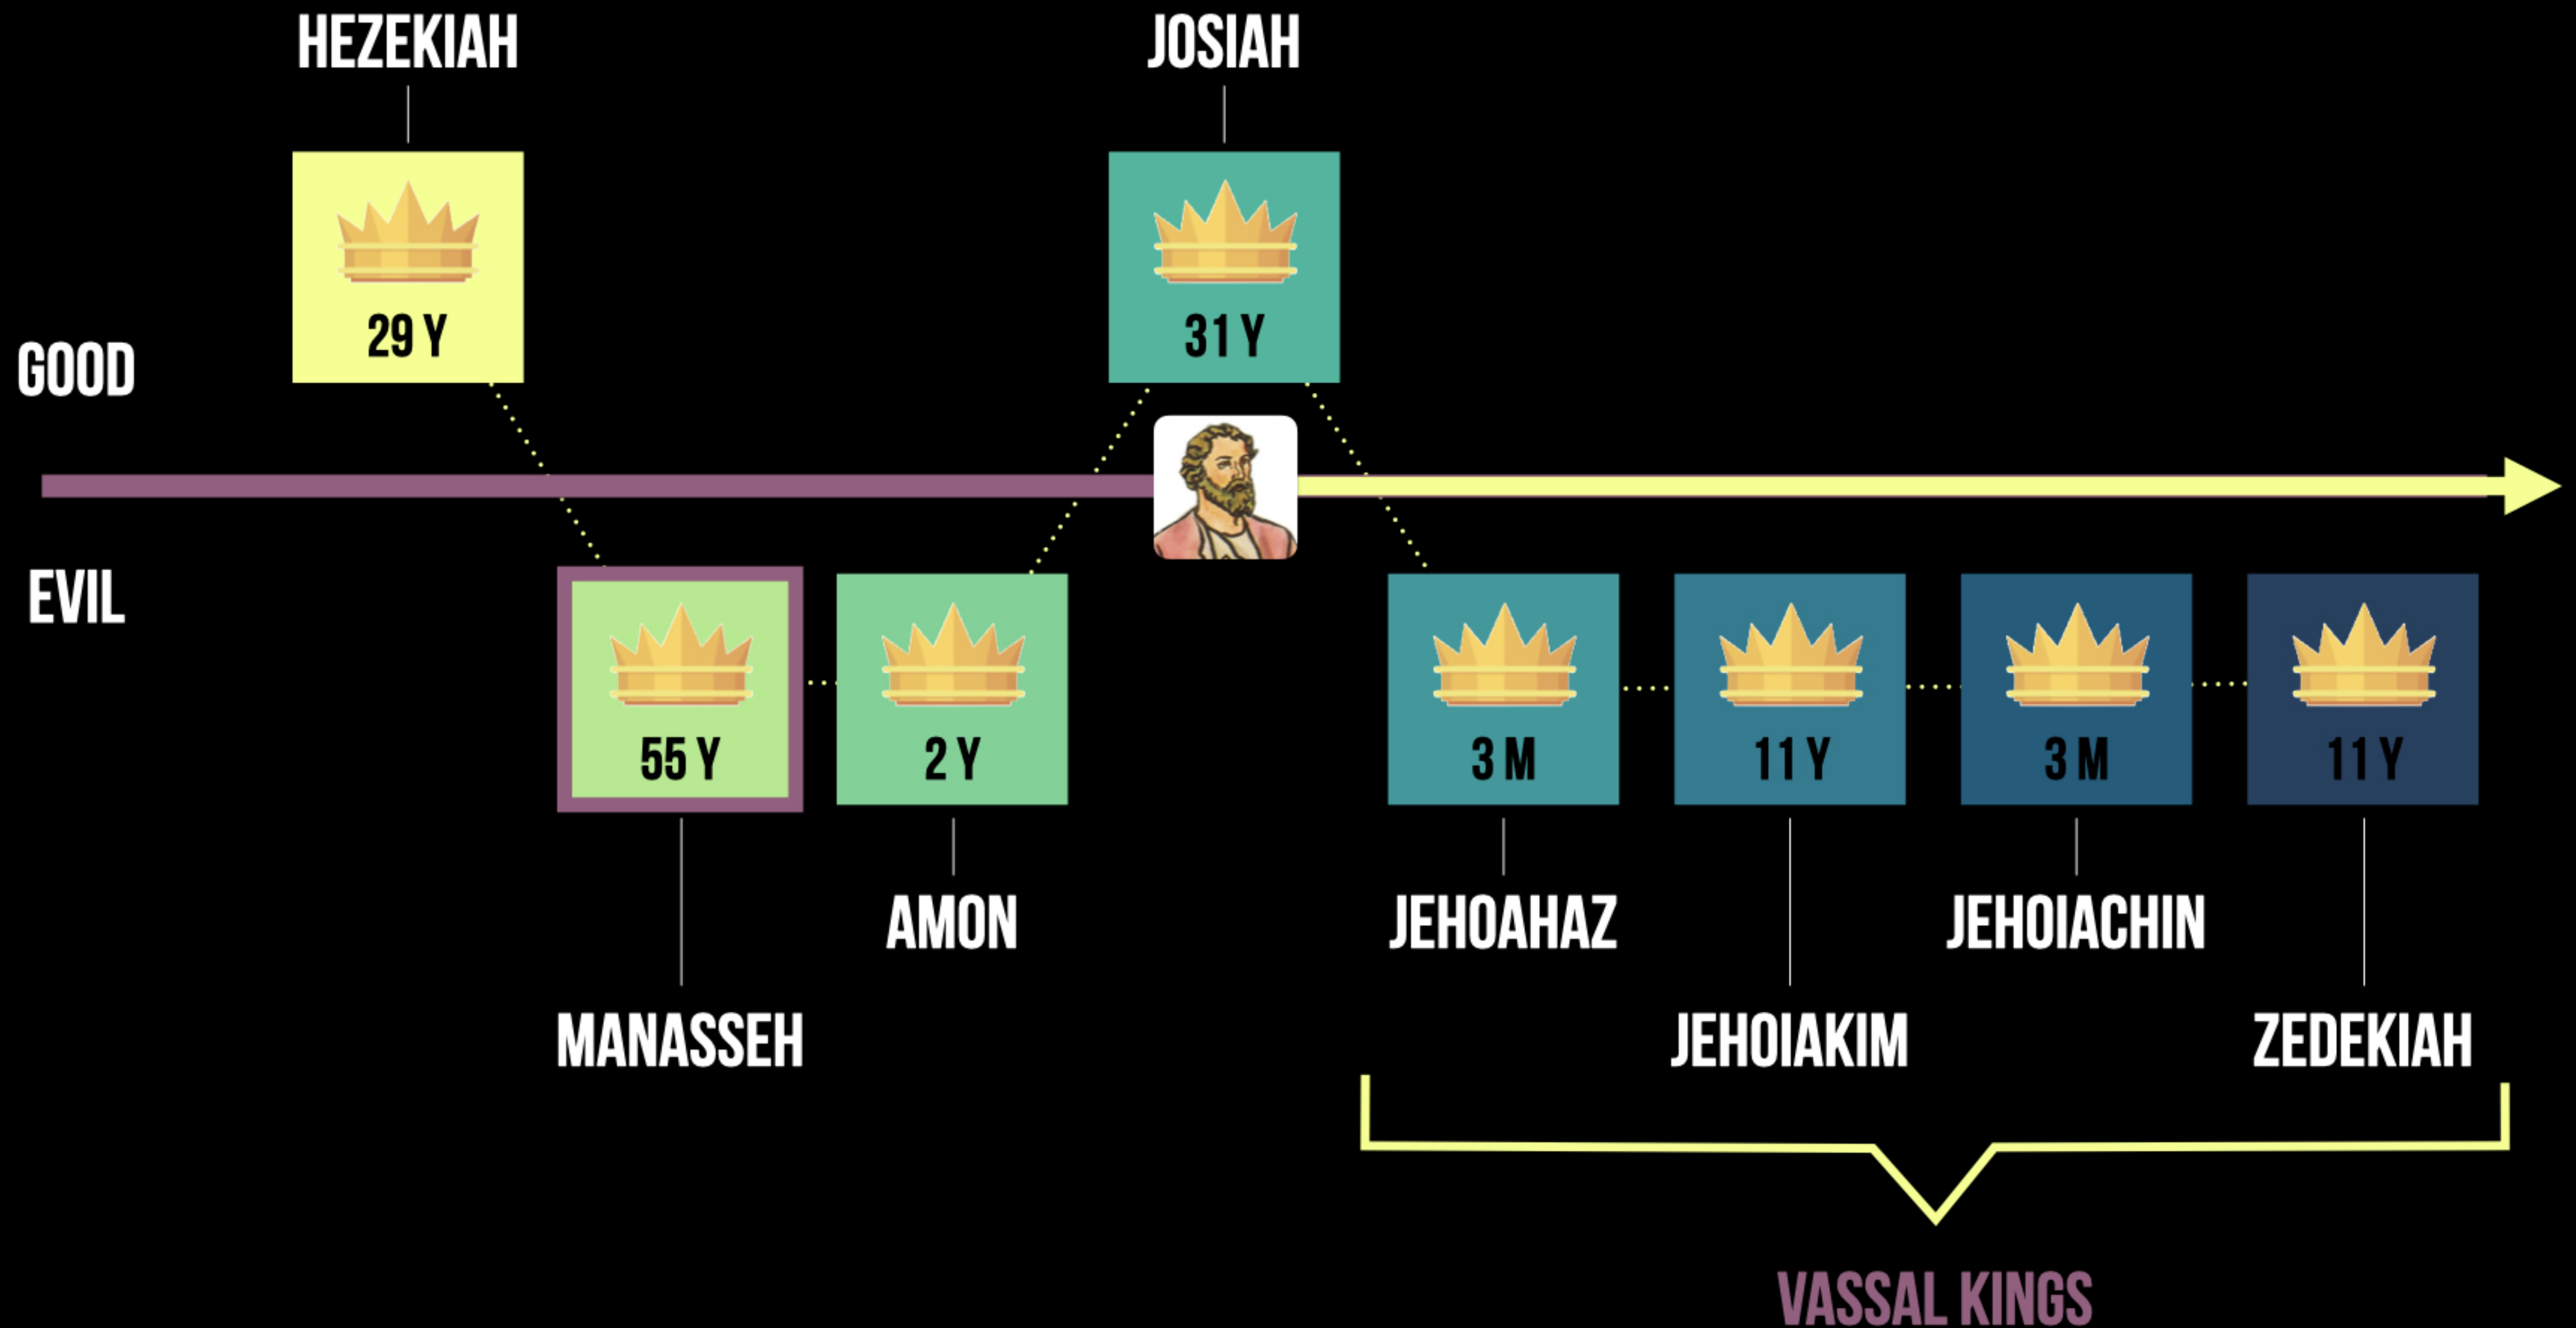 HEZEKIAH
JOSIAH
29 Y
31 Y
GOOD
EVIL
55 Y
2 Y
3 M
11 Y
3 M
11 Y
AMON
JEHOAHAZ
JEHOIACHIN
MANASSEH
JEHOIAKIM
ZEDEKIAH
VASSAL KINGS